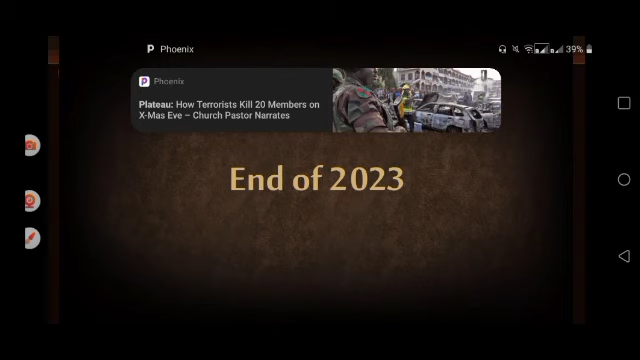 Phoenix
39%
Phoenix
Plateau: How Terrorists Kill 20 Members on
X-Mas Eve – Church Pastor Narrates
End of 2023